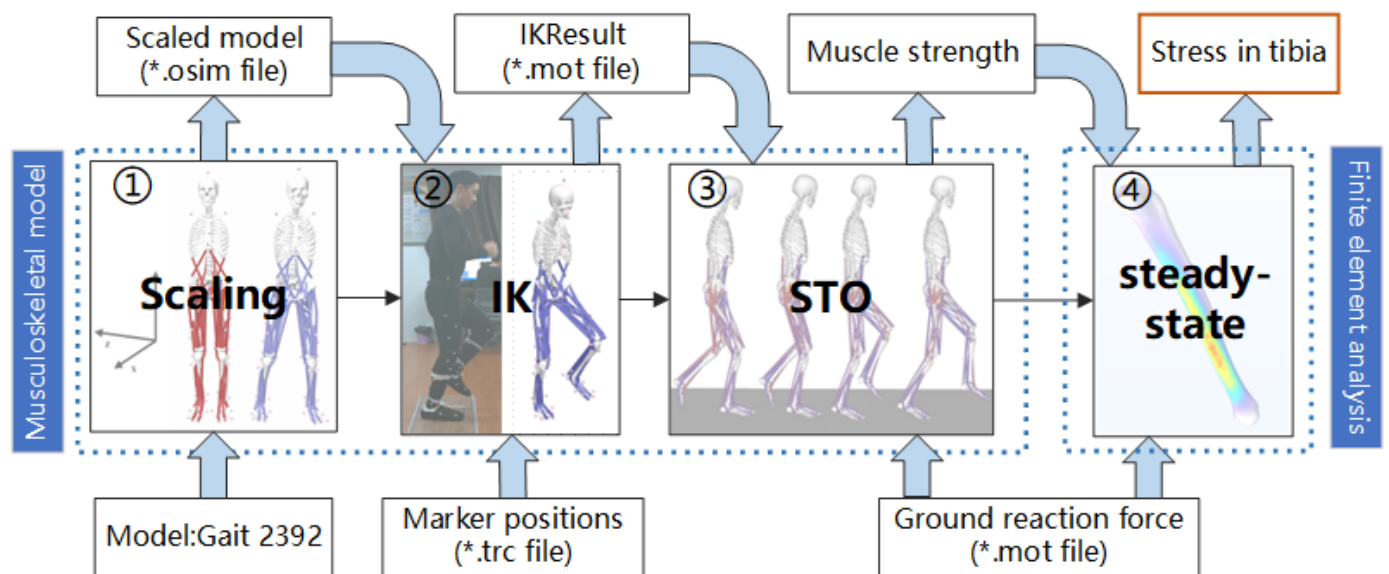 Scaled model
(*.osim file)
IKResult
(*.mot file)
Muscle strength
Stress in tibia
Musculoskeletal model
①
Scaling
z
x
②
IK
③
STO
④
steady-
state
Finite element analysis
Model:Gait 2392
Marker positions
(*.trc file)
Ground reaction force
(*.mot file)